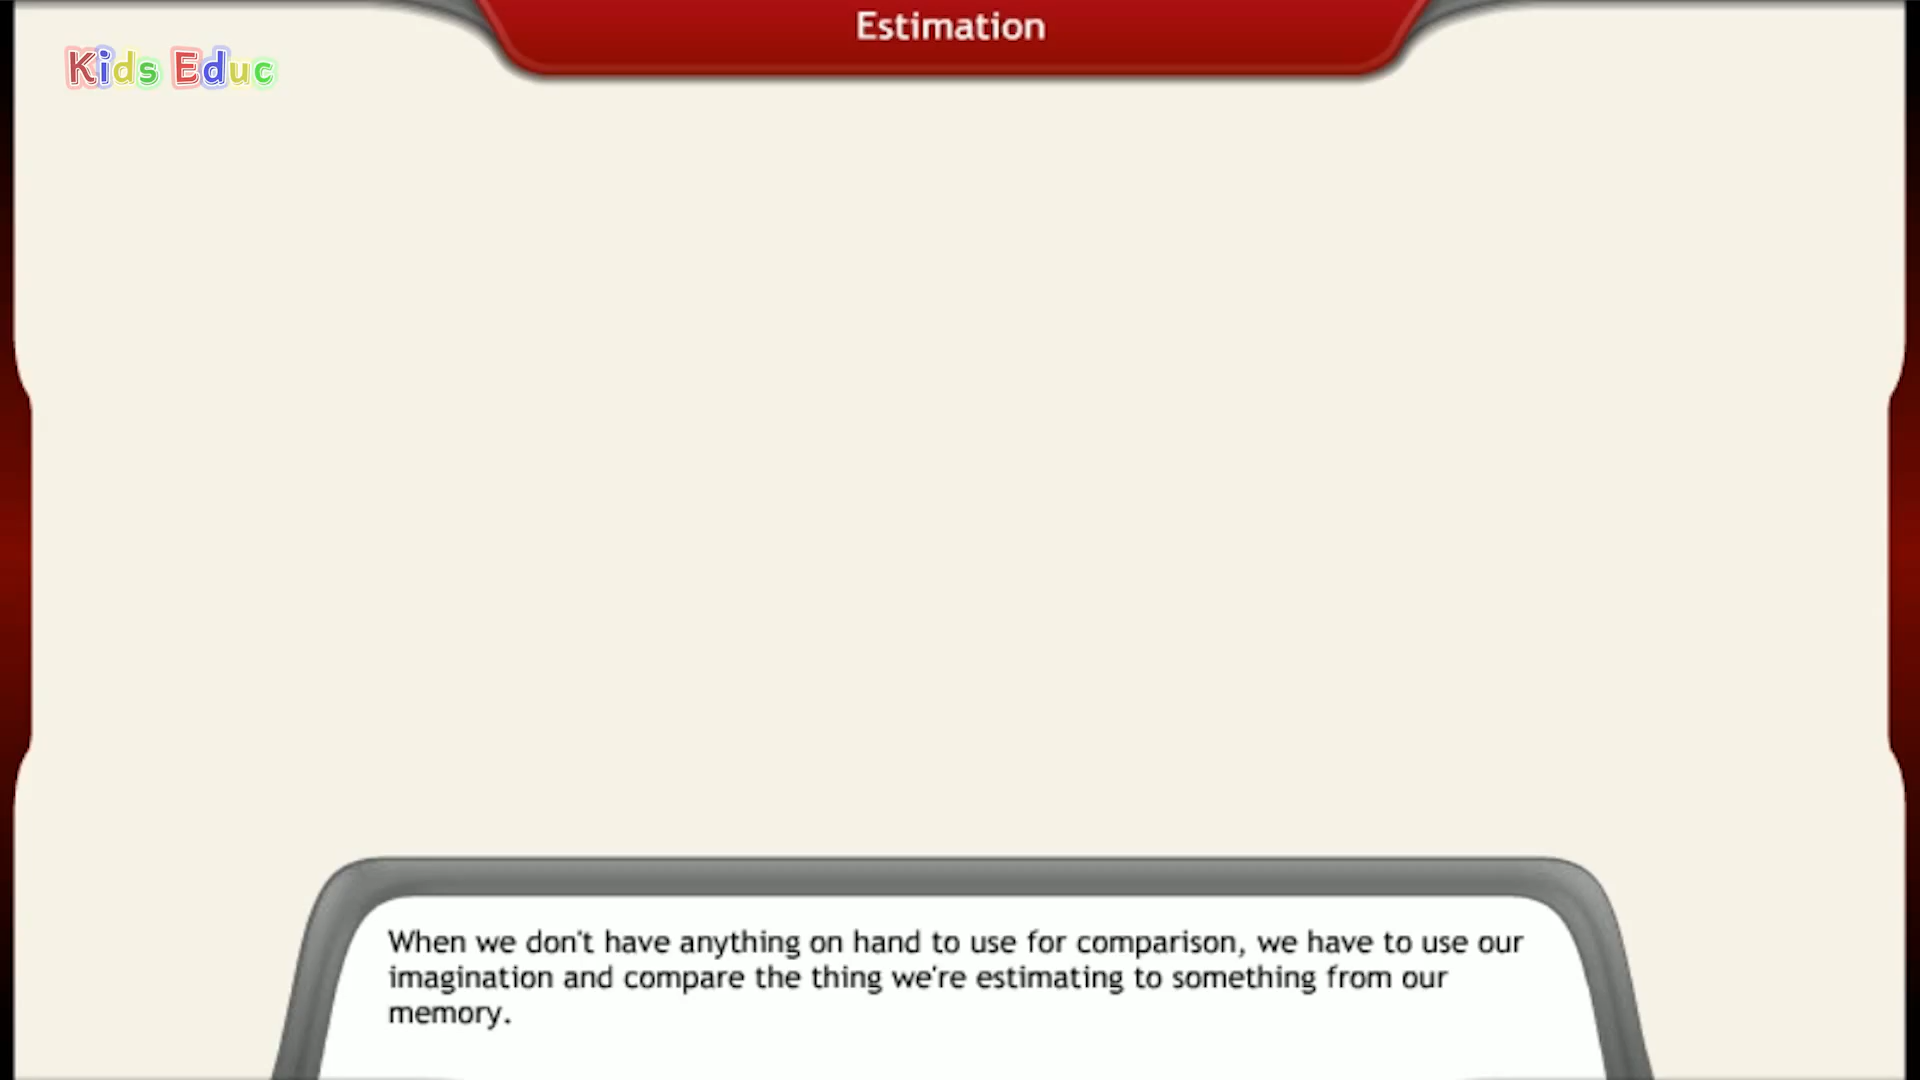 Estimation
Kids Educ
When we don't have anything on hand to use for comparison, we have to use our
imagination and compare the thing we're estimating to something from our
memory.